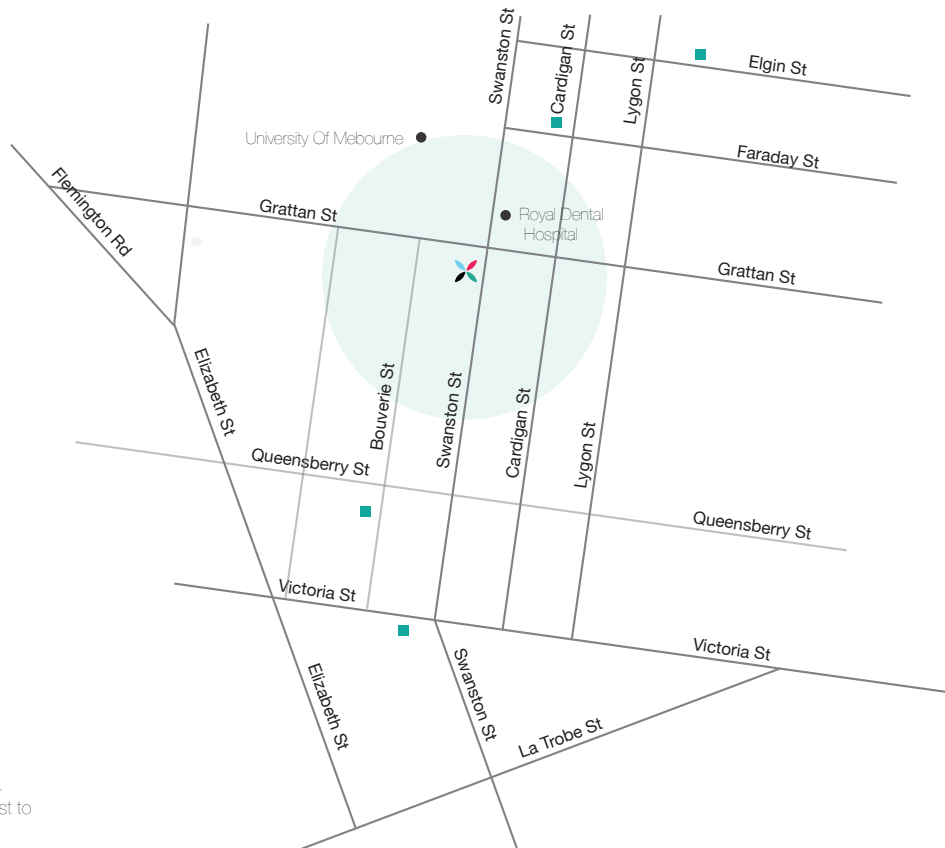 Swanston St
Cardigan St
Lygon St
Elgin St
University Of Mebourne
Faraday St
Flemington Rd
Grattan St
Royal Dental
Hospital
Grattan St
Elizabeth St
Bouverie St
Swanston St
Cardigan St
Lygon St
Queensberry St
Queensberry St
Victoria St
Victoria St
Elizabeth St
Swanston St
La Trobe St
st to